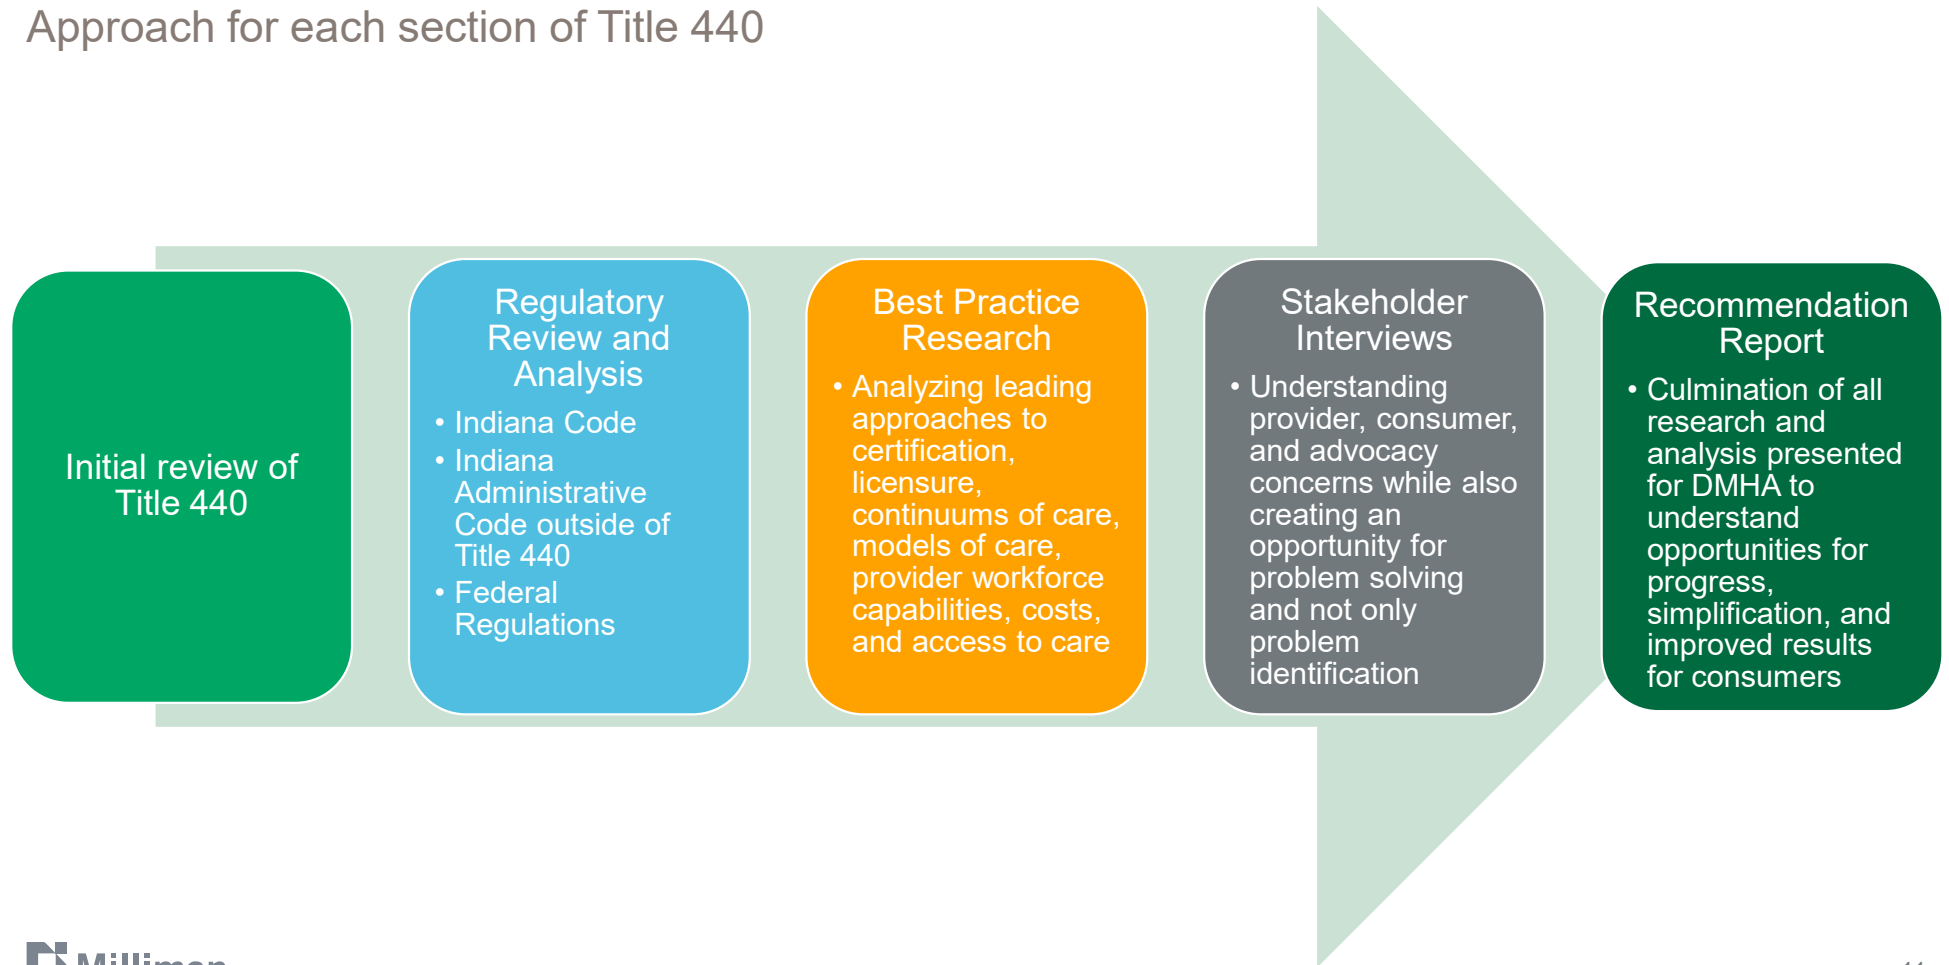 Approach for each section of Title 440
Initial review of
Title 440
Regulatory
Review and
Analysis
• Indiana Code
• Indiana
Administrative
Code outside of
Title 440
• Federal
Regulations
Best Practice
Research
• Analyzing leading
approaches to
certification,
licensure,
continuums of care,
models of care,
provider workforce
capabilities, costs,
and access to care
Stakeholder
Interviews
• Understanding
provider, consumer,
and advocacy
concerns while also
creating an
opportunity for
problem solving
and not only
problem
identification
Recommendation
Report
• Culmination of all
research and
analysis presented
for DMHA to
understand
opportunities for
progress,
simplification, and
improved results
for consumers
Milliman